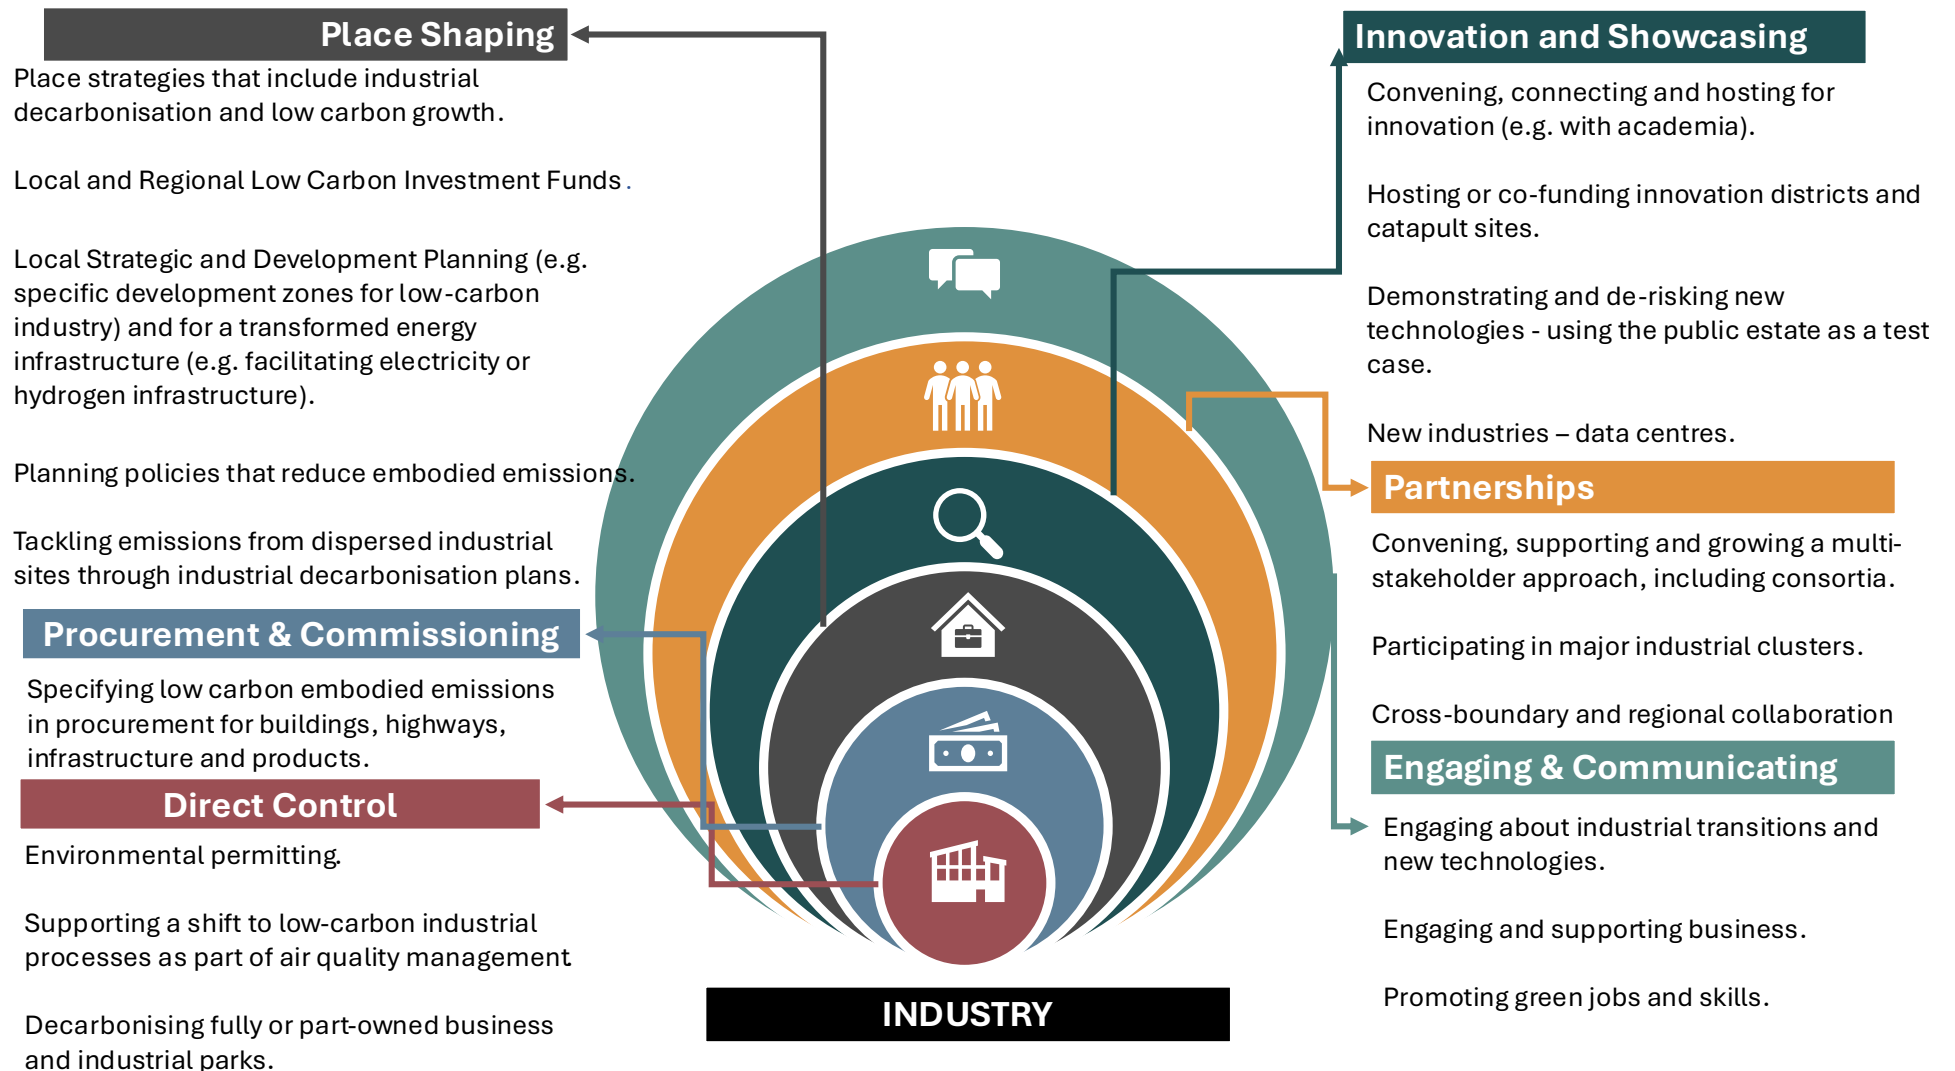 Place Shaping
Place strategies that include industrial
decarbonisation and low carbon growth.
Local and Regional Low Carbon Investment Funds.
Local Strategic and Development Planning (e.g.
specific development zones for low-carbon
industry) and for a transformed energy
infrastructure (e.g. facilitating electricity or
hydrogen infrastructure).
Planning policies that reduce embodied emissions.
Tackling emissions from dispersed industrial
sites through industrial decarbonisation plans.
Procurement & Commissioning
Specifying low carbon embodied emissions
in procurement for buildings, highways,
infrastructure and products.
Direct Control
Environmental permitting.
Supporting a shift to low-carbon industrial
processes as part of air quality management.
Decarbonising fully or part-owned business
and industrial parks.
INDUSTRY
Innovation and Showcasing
Convening, connecting and hosting for
innovation (e.g. with academia).
Hosting or co-funding innovation districts and
catapult sites.
Demonstrating and de-risking new
technologies - using the public estate as a test
case.
New industries – data centres.
Partnerships
Convening, supporting and growing a multi-
stakeholder approach, including consortia.
Participating in major industrial clusters.
Cross-boundary and regional collaboration
Engaging & Communicating
Engaging about industrial transitions and
new technologies.
Engaging and supporting business.
Promoting green jobs and skills.